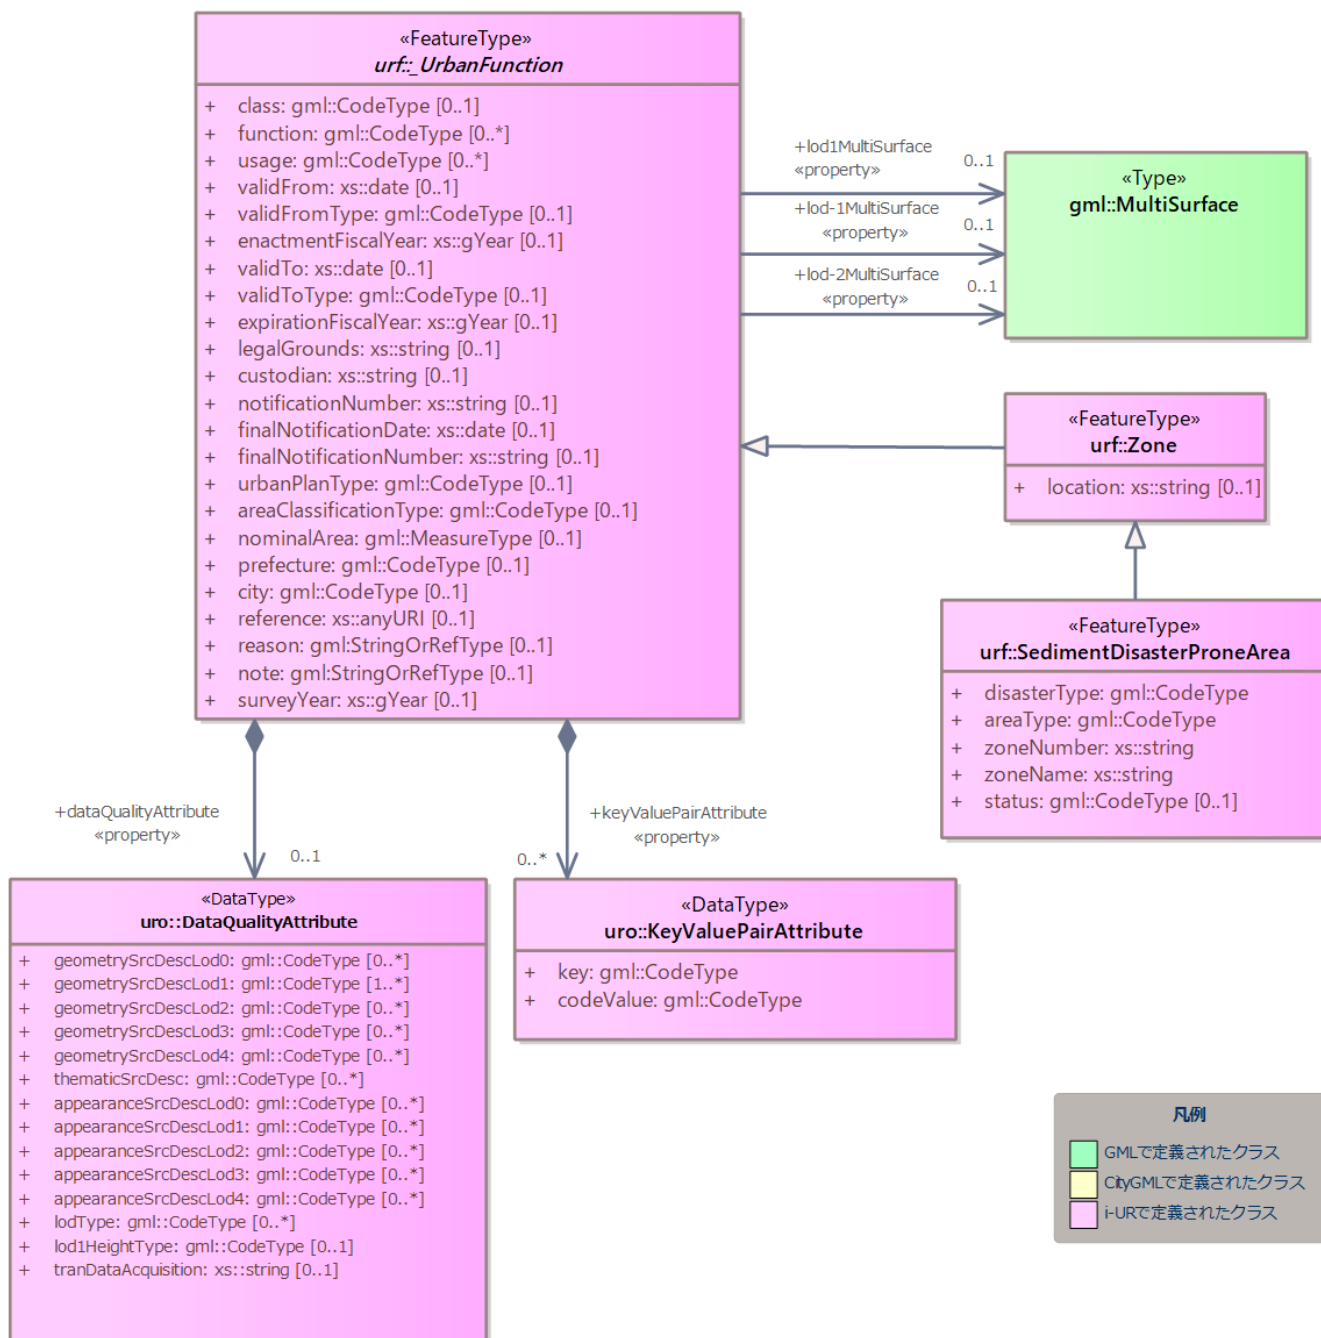 «FeatureType»
urf::_UrbanFunction
+ class: gml::CodeType [0..1]
+ function: gml::CodeType [0..*]
+ usage: gml::CodeType [0..*]
+ validFrom: xs::date [0..1]
+ validFromType: gml::CodeType [0..1]
+ enactmentFiscalYear: xs::gYear [0..1]
+ validTo: xs::date [0..1]
+ validToType: gml::CodeType [0..1]
+ expirationFiscalYear: xs::gYear [0..1]
+ legalGrounds: xs::string [0..1]
+ custodian: xs::string [0..1]
+ notificationNumber: xs::string [0..1]
+ finalNotificationDate: xs::date [0..1]
+ finalNotificationNumber: xs::string [0..1]
+ urbanPlanType: gml::CodeType [0..1]
+ areaClassificationType: gml::CodeType [0..1]
+ nominalArea: gml::MeasureType [0..1]
+ prefecture: gml::CodeType [0..1]
+ city: gml::CodeType [0..1]
+ reference: xs::anyURI [0..1]
+ reason: gml:StringOrRefType [0..1]
+ note: gml:StringOrRefType [0..1]
+ surveyYear: xs::gYear [0..1]
+lod1MultiSurface
«property»
0..1
+lod-1MultiSurface
«property»
0..1
+lod-2MultiSurface
«property»
0..1
«Type»
gml::MultiSurface
«FeatureType»
urf::Zone
+ location: xs::string [0..1]
«FeatureType»
urf::SedimentDisasterProneArea
+ disasterType: gml::CodeType
+ areaType: gml::CodeType
+ zoneNumber: xs::string
+ zoneName: xs::string
+ status: gml::CodeType [0..1]
+dataQualityAttribute
«property»
0..1
+keyValuePairAttribute
«property»
0..*
«DataType»
uro::DataQualityAttribute
+ geometrySrcDescLod0: gml::CodeType [0..*]
+ geometrySrcDescLod1: gml::CodeType [1..*]
+ geometrySrcDescLod2: gml::CodeType [0..*]
+ geometrySrcDescLod3: gml::CodeType [0..*]
+ geometrySrcDescLod4: gml::CodeType [0..*]
+ thematicSrcDesc: gml::CodeType [0..*]
+ appearanceSrcDescLod0: gml::CodeType [0..*]
+ appearanceSrcDescLod1: gml::CodeType [0..*]
+ appearanceSrcDescLod2: gml::CodeType [0..*]
+ appearanceSrcDescLod3: gml::CodeType [0..*]
+ appearanceSrcDescLod4: gml::CodeType [0..*]
+ lodType: gml::CodeType [0..*]
+ lod1HeightType: gml::CodeType [0..1]
+ tranDataAcquisition: xs::string [0..1]
«DataType»
uro::KeyValuePairAttribute
+ key: gml::CodeType
+ codeValue: gml::CodeType
凡例
GMLで定義されたクラス
CityGMLで定義されたクラス
i-URで定義されたクラス